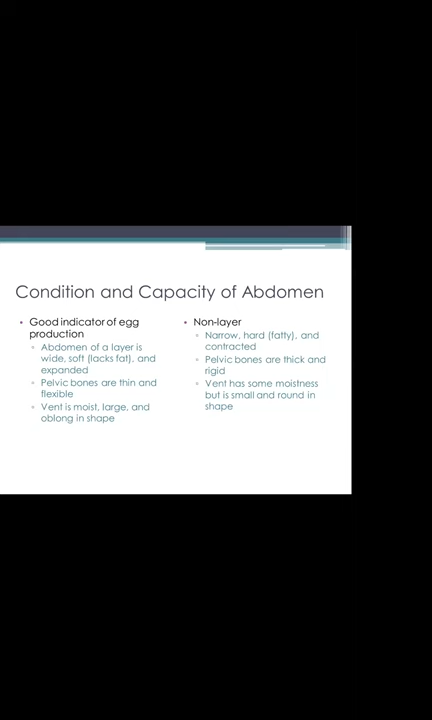 Condition and Capacity of Abdomen
• Good indicator of egg
production
▫ Abdomen of a layer is
wide, soft (lacks fat), and
expanded
▫ Pelvic bones are thin and
flexible
▫ Vent is moist, large, and
oblong in shape
• Non-layer
▫ Narrow, hard (fatty), and
contracted
▫ Pelvic bones are thick and
rigid
▫ Vent has some moistness
but is small and round in
shape